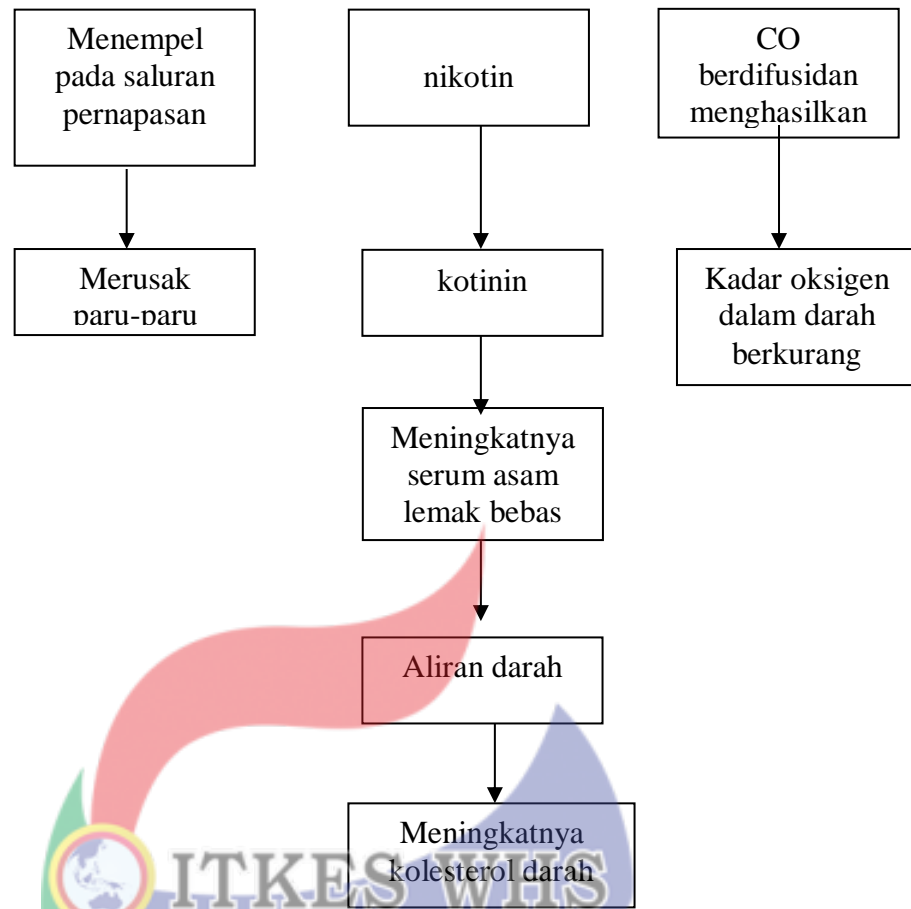 Menempel
pada saluran
pernapasan
nikotin
CO
berdifusidan
menghasilkan
Merusak
paru-paru
kotinin
Kadar oksigen
dalam darah
berkurang
Meningkatnya
serum asam
lemak bebas
Aliran darah
Meningkatnya
kolesterol darah
ITKES WHS